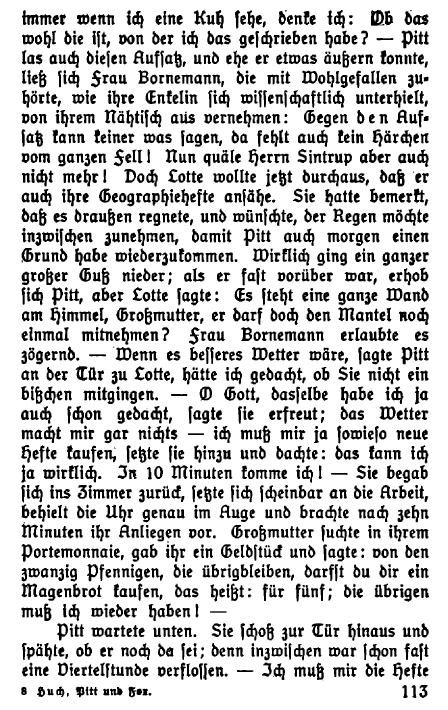 immer wenn ich eine Kuh sehe, denke ich: Ob das
wohl die ist, von der ich das geschrieben habe? — Pitt
las auch diesen Aufsatz, und ehe er etwas äußern konnte,
ließ sich Frau Bornemann, die mit Wohlgefallen zu-
hörte, wie ihre Enkelin sich wissenschaftlich unterhielt,
von ihrem Nähtisch aus vernehmen: Gegen den Auf-
satz kann keiner was sagen, da fehlt auch kein Härchen
vom ganzen Fell! Nun quäle Herrn Sintrup aber auch
nicht mehr! Doch Lotte wollte jetzt durchaus, daß er
auch ihre Geographiehefte ansähe. Sie hatte bemerkt,
daß es draußen regnete, und wünschte, der Regen möchte
inzwischen zunehmen, damit Pitt auch morgen einen
Grund habe wiederzukommen. Wirklich ging ein ganzer
großer Guß nieder; als er fast vorüber war, erhob
sich Pitt, aber Lotte sagte: Es steht eine ganze Wand
am Himmel, Großmutter, er darf doch den Mantel noch
einmal mitnehmen? Frau Bornemann erlaubte es
zögernd. — Wenn es besseres Wetter wäre, sagte Pitt
an der Tür zu Lotte, hätte ich gedacht, ob Sie nicht ein
bißchen mitgingen. — O Gott, dasselbe habe ich ja
auch schon gedacht, sagte sie erfreut; das Wetter
macht mir gar nichts — ich muß mir ja sowieso neue
Hefte kaufen, setzte sie hinzu und dachte: das kann ich
ja wirklich. In 10 Minuten komme ich! — Sie begab
sich ins Zimmer zurück, setzte sich scheinbar an die Arbeit,
behielt die Uhr genau im Auge und brachte nach zehn
Minuten ihr Anliegen vor. Großmutter suchte in ihrem
Portemonnaie, gab ihr ein Geldstück und sagte: von den
zwanzig Pfennigen, die übrigbleiben, darfst du dir ein
Magenbrot kaufen, das heißt: für fünf; die übrigen
muß ich wieder haben! —
Pitt wartete unten. Sie schoß zur Tür hinaus und
spähte, ob er noch da sei; denn inzwischen war schon fast
eine Viertelstunde verflossen. — Ich muß mir die Hefte
8 Huch, Pitt und Fox. 113